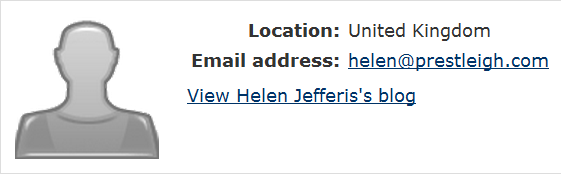 Location: United Kingdom
Email address: helen@prestleigh.com
View Helen Jefferis's blog